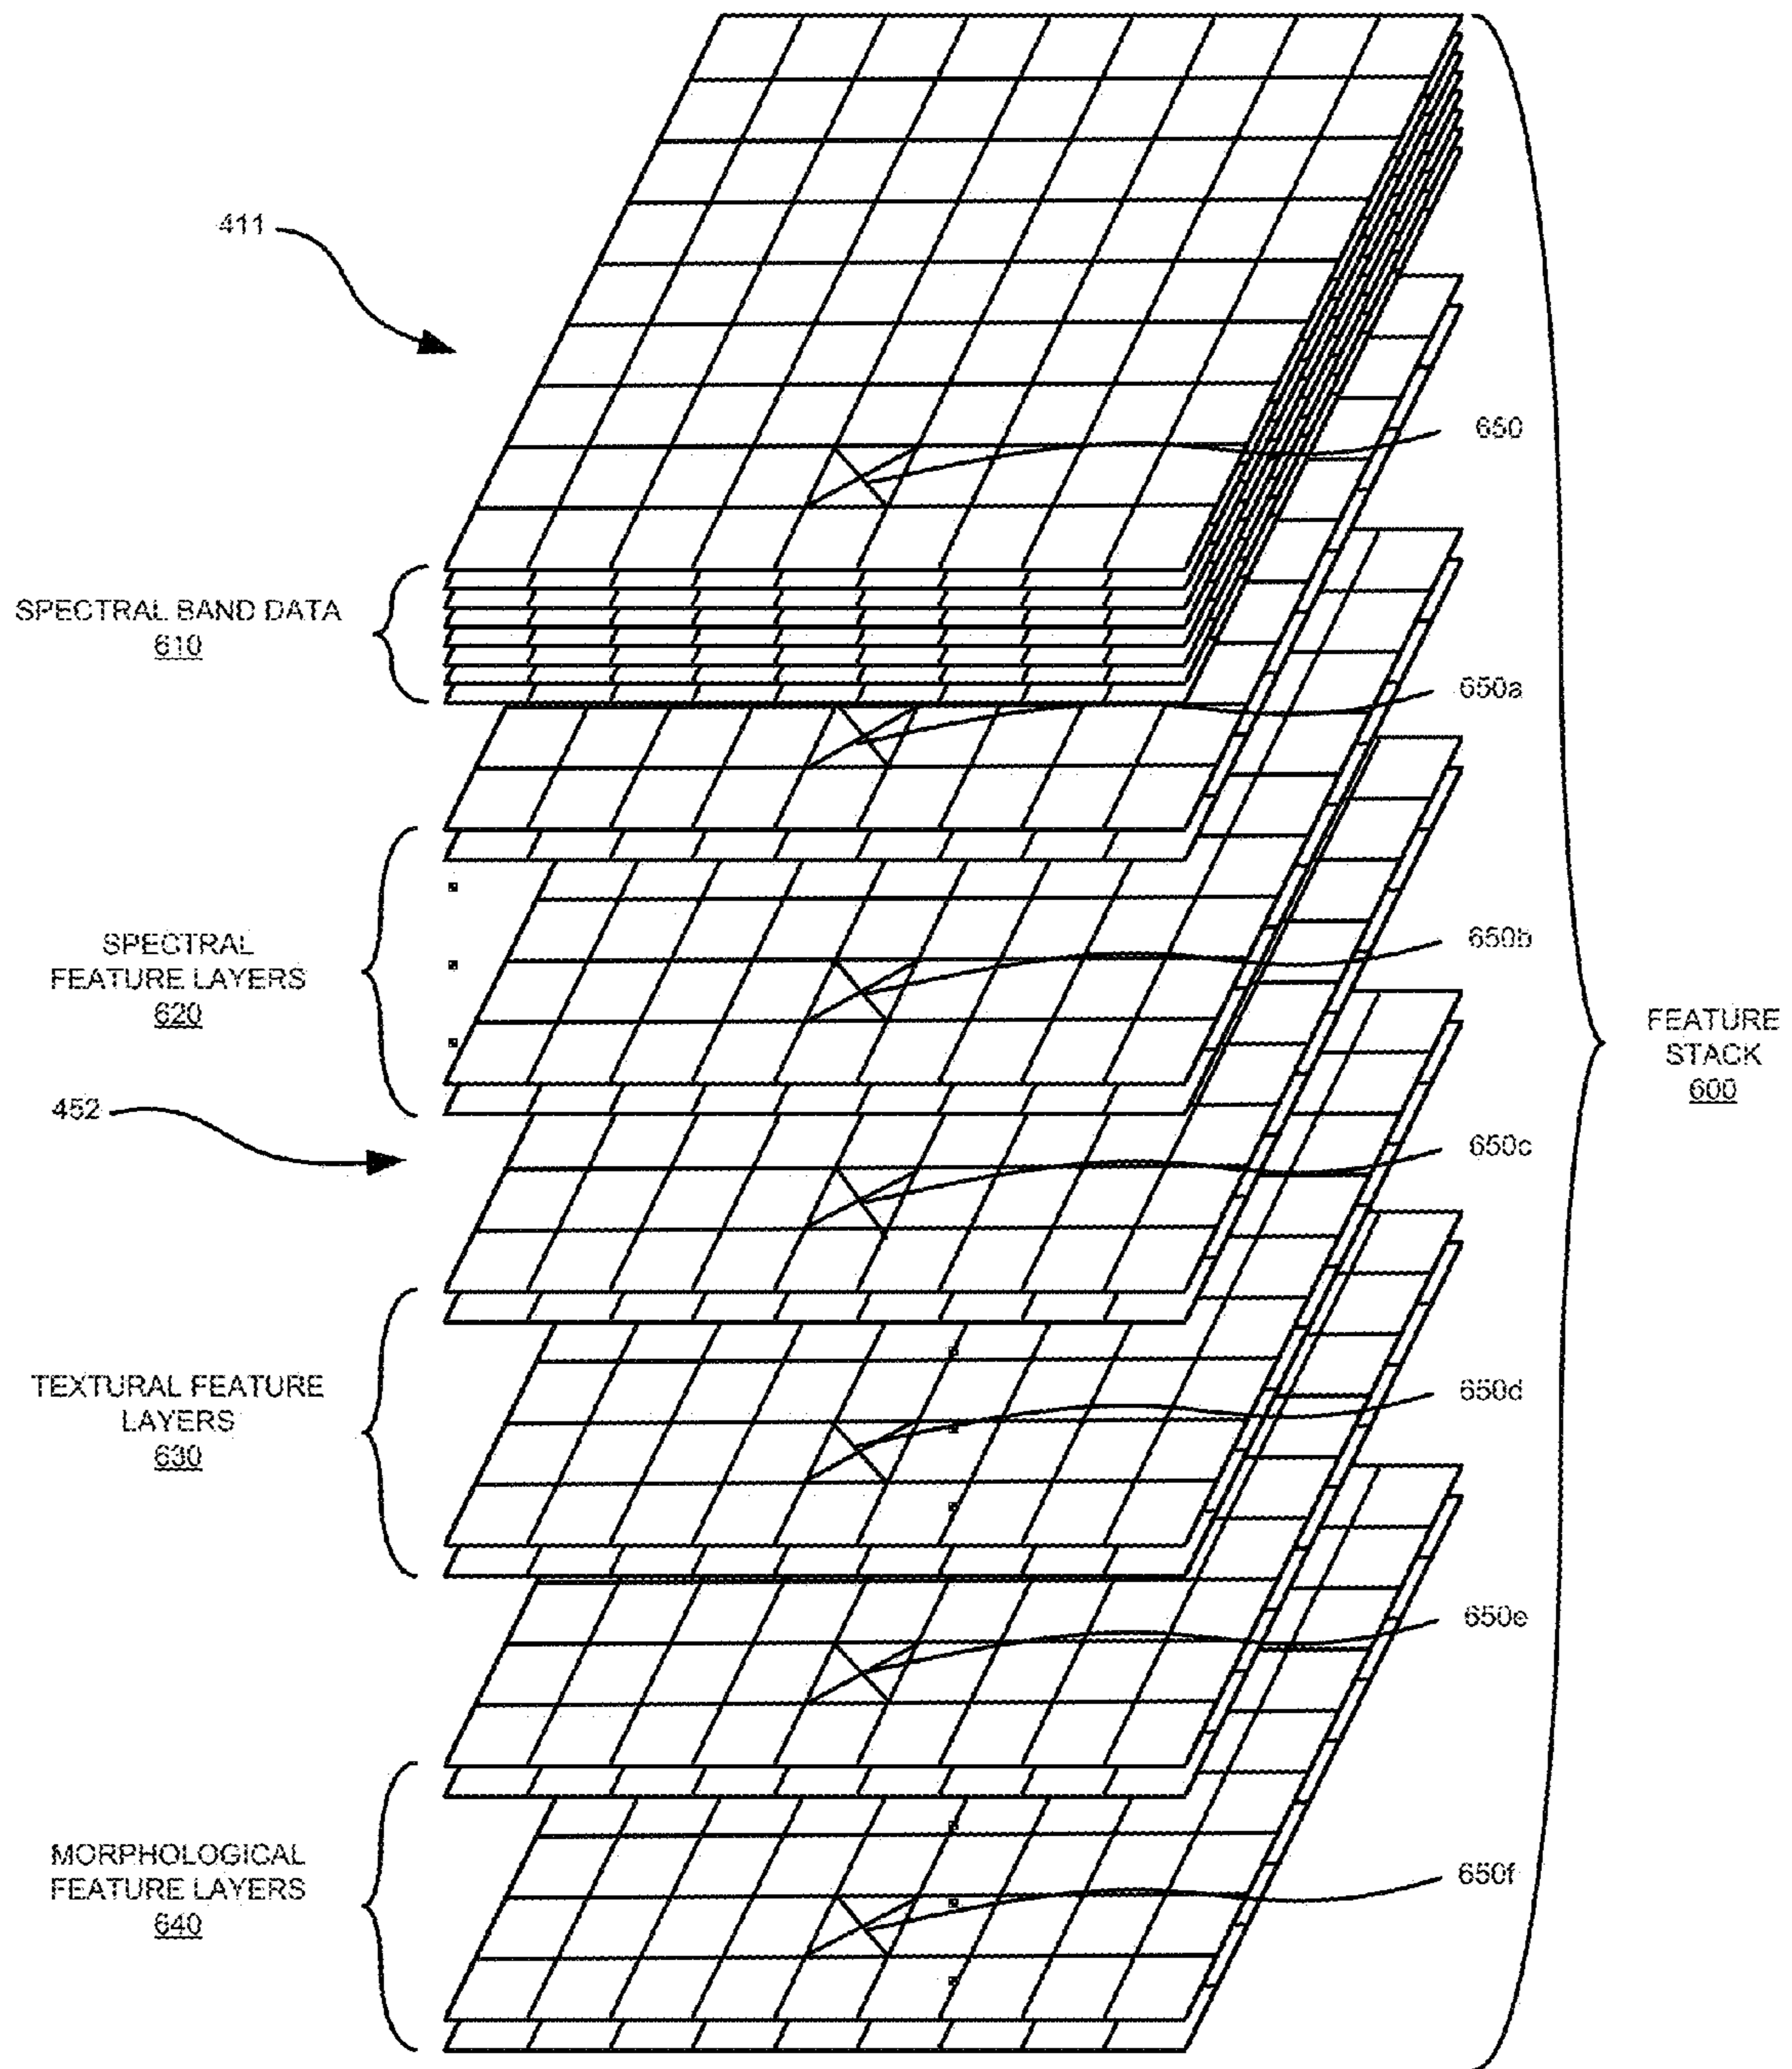 411
650
SPECTRAL BAND DATA
610
650a
SPECTRAL
FEATURE LAYERS
620
650b
FEATURE
STACK
600
452
650c
TEXTURAL FEATURE
LAYERS
630
650d
650e
MORPHOLOGICAL
FEATURE LAYERS
640
650f